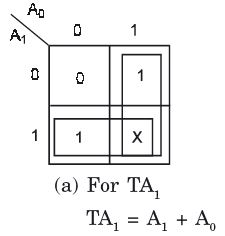 A₀
A₁ 0 1
0 0 1
1 1 X
(a) For TA₁
TA₁ = A₁ + A₀